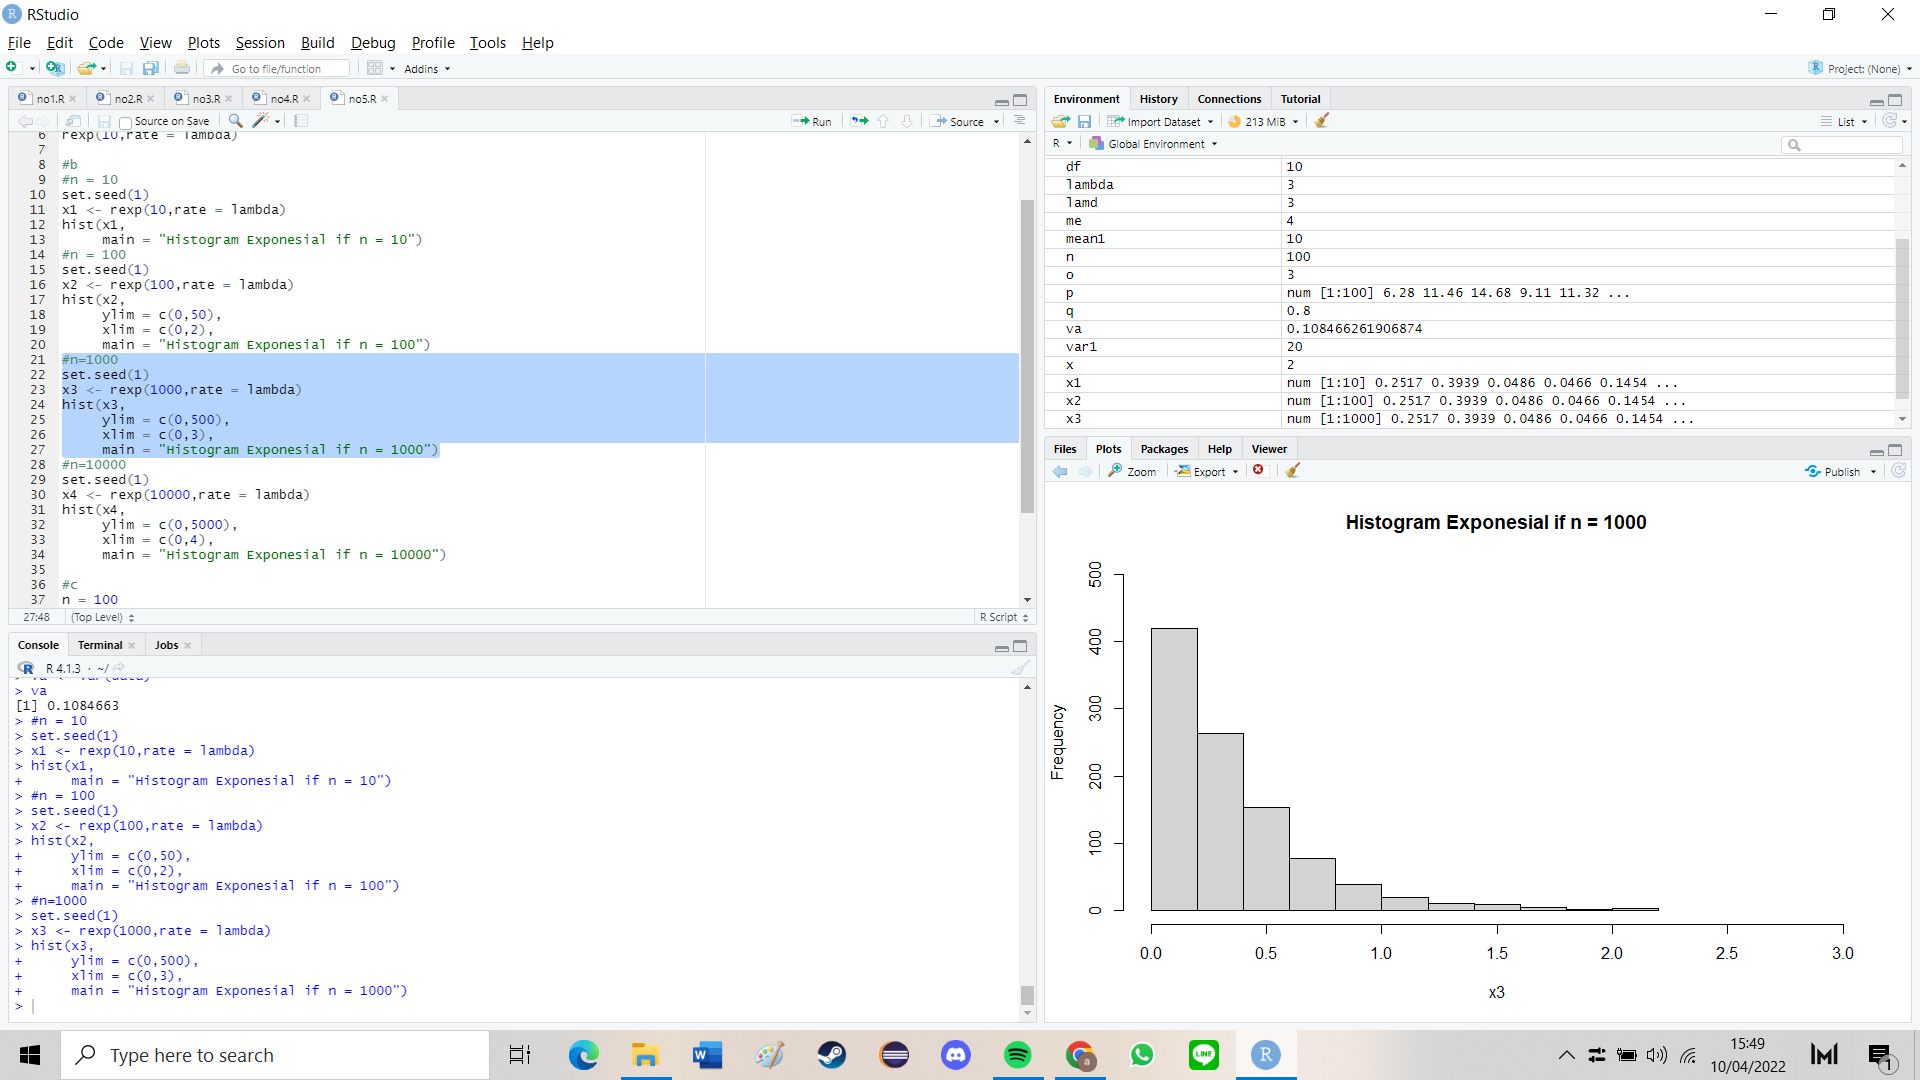 RStudio
File Edit Code View Plots Session Build Debug Profile Tools Help
Go to file/function Addins Project: (None)
no1.R no2.R no3.R no4.R no5.R
Source on Save Run Source
6 rexp(10,rate = lambda)
7
8 #b
9 #n = 10
10 set.seed(1)
11 x1 <- rexp(10,rate = lambda)
12 hist(x1,
13 main = "Histogram Exponesial if n = 10")
14 #n = 100
15 set.seed(1)
16 x2 <- rexp(100,rate = lambda)
17 hist(x2,
18 ylim = c(0,50),
19 xlim = c(0,2),
20 main = "Histogram Exponesial if n = 100")
21 #n=1000
22 set.seed(1)
23 x3 <- rexp(1000,rate = lambda)
24 hist(x3,
25 ylim = c(0,500),
26 xlim = c(0,3),
27 main = "Histogram Exponesial if n = 1000")
28 #n=10000
29 set.seed(1)
30 x4 <- rexp(10000,rate = lambda)
31 hist(x4,
32 ylim = c(0,5000),
33 xlim = c(0,4),
34 main = "Histogram Exponesial if n = 10000")
35
36 #c
37 n = 100
27:48 (Top Level) R Script
Console Terminal Jobs
R 4.1.3 · ~/
> va <- var(data)
> va
[1] 0.1084663
> #n = 10
> set.seed(1)
> x1 <- rexp(10,rate = lambda)
> hist(x1,
+ main = "Histogram Exponesial if n = 10")
> #n = 100
> set.seed(1)
> x2 <- rexp(100,rate = lambda)
> hist(x2,
+ ylim = c(0,50),
+ xlim = c(0,2),
+ main = "Histogram Exponesial if n = 100")
> #n=1000
> set.seed(1)
> x3 <- rexp(1000,rate = lambda)
> hist(x3,
+ ylim = c(0,500),
+ xlim = c(0,3),
+ main = "Histogram Exponesial if n = 1000")
>
Environment History Connections Tutorial
Import Dataset 213 MiB List
R Global Environment
df 10
lambda 3
lamd 3
me 4
mean1 10
n 100
o 3
p num [1:100] 6.28 11.46 14.68 9.11 11.32 ...
q 0.8
va 0.108466261906874
var1 20
x 2
x1 num [1:10] 0.2517 0.3939 0.0486 0.0466 0.1454 ...
x2 num [1:100] 0.2517 0.3939 0.0486 0.0466 0.1454 ...
x3 num [1:1000] 0.2517 0.3939 0.0486 0.0466 0.1454 ...
Files Plots Packages Help Viewer
Zoom Export Publish
Histogram Exponesial if n = 1000
Frequency
500
400
300
200
100
0
0.0 0.5 1.0 1.5 2.0 2.5 3.0
x3
Type here to search
15:49
10/04/2022
1